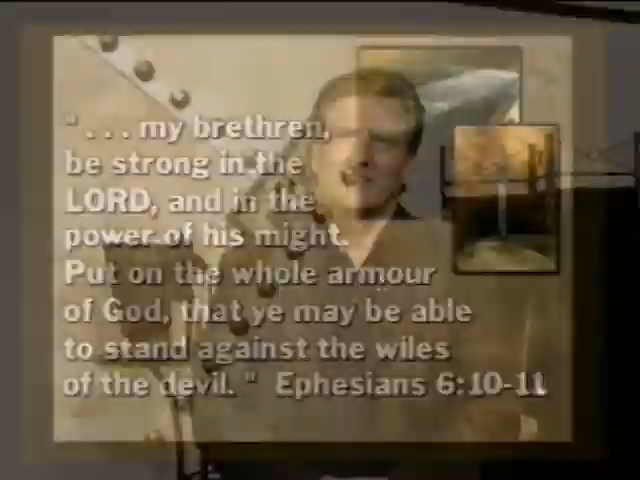 " . . . my brethren,
be strong in the
LORD, and in the
power of his might.
Put on the whole armour
of God, that ye may be able
to stand against the wiles
of the devil. " Ephesians 6:10-11